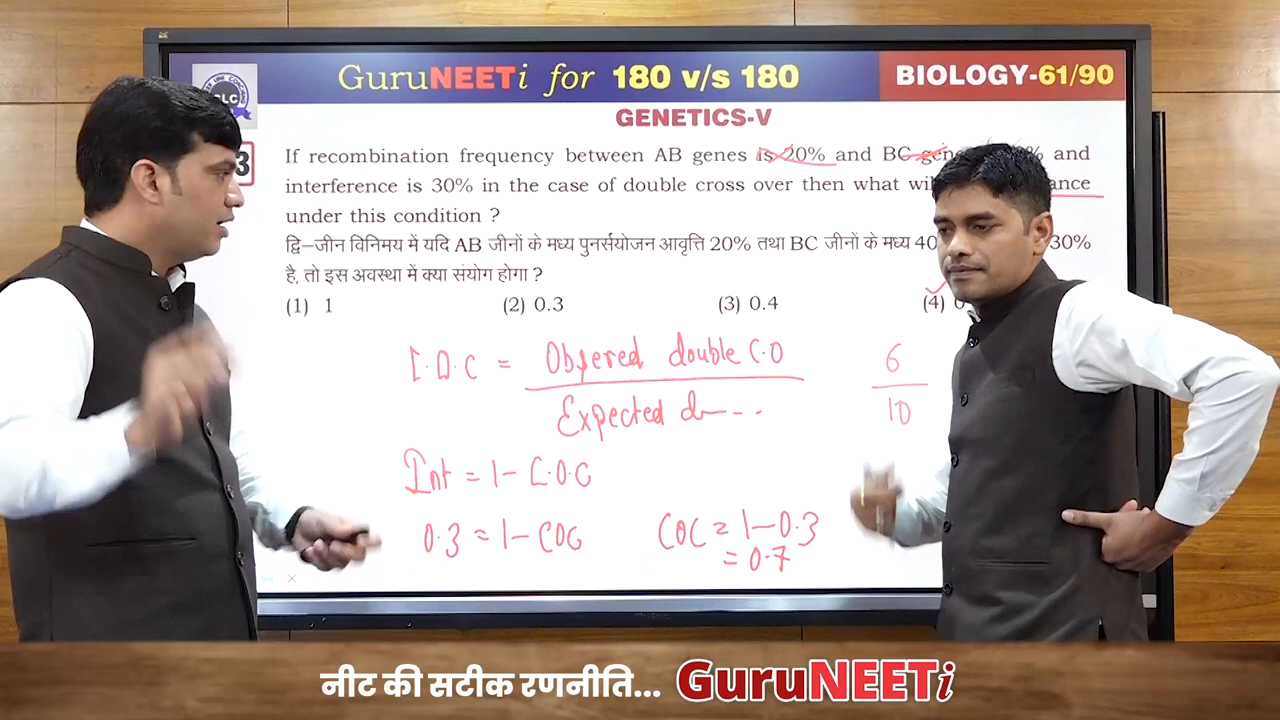 GuruNEETi for 180 v/s 180
BIOLOGY-61/90
GENETICS-V
3
If recombination frequency between AB genes is 20% and BC and
interference is 30% in the case of double cross over then what
under this condition ?
द्वि–जीन विनिमय में यदि AB जीनों के मध्य पुनर्संयोजन आवृत्ति 20% तथा BC जीनों के मध्य 40 30%
है, तो इस अवस्था में क्या संयोग होगा ?
(1) 1 (2) 0.3 (3) 0.4 (4)
C.O.C = Observed double C.O
Expected d
6
10
Int = 1- C.O.C
0.3 = 1- COC
COC = 1-0.3
= 0.7
नीट की सटीक रणनीति... GuruNEETi